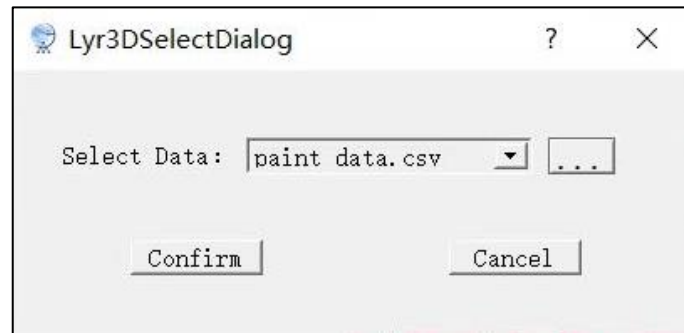 Lyr3DSelectDialog ? ×
Select Data: paint data.csv ...
Confirm Cancel